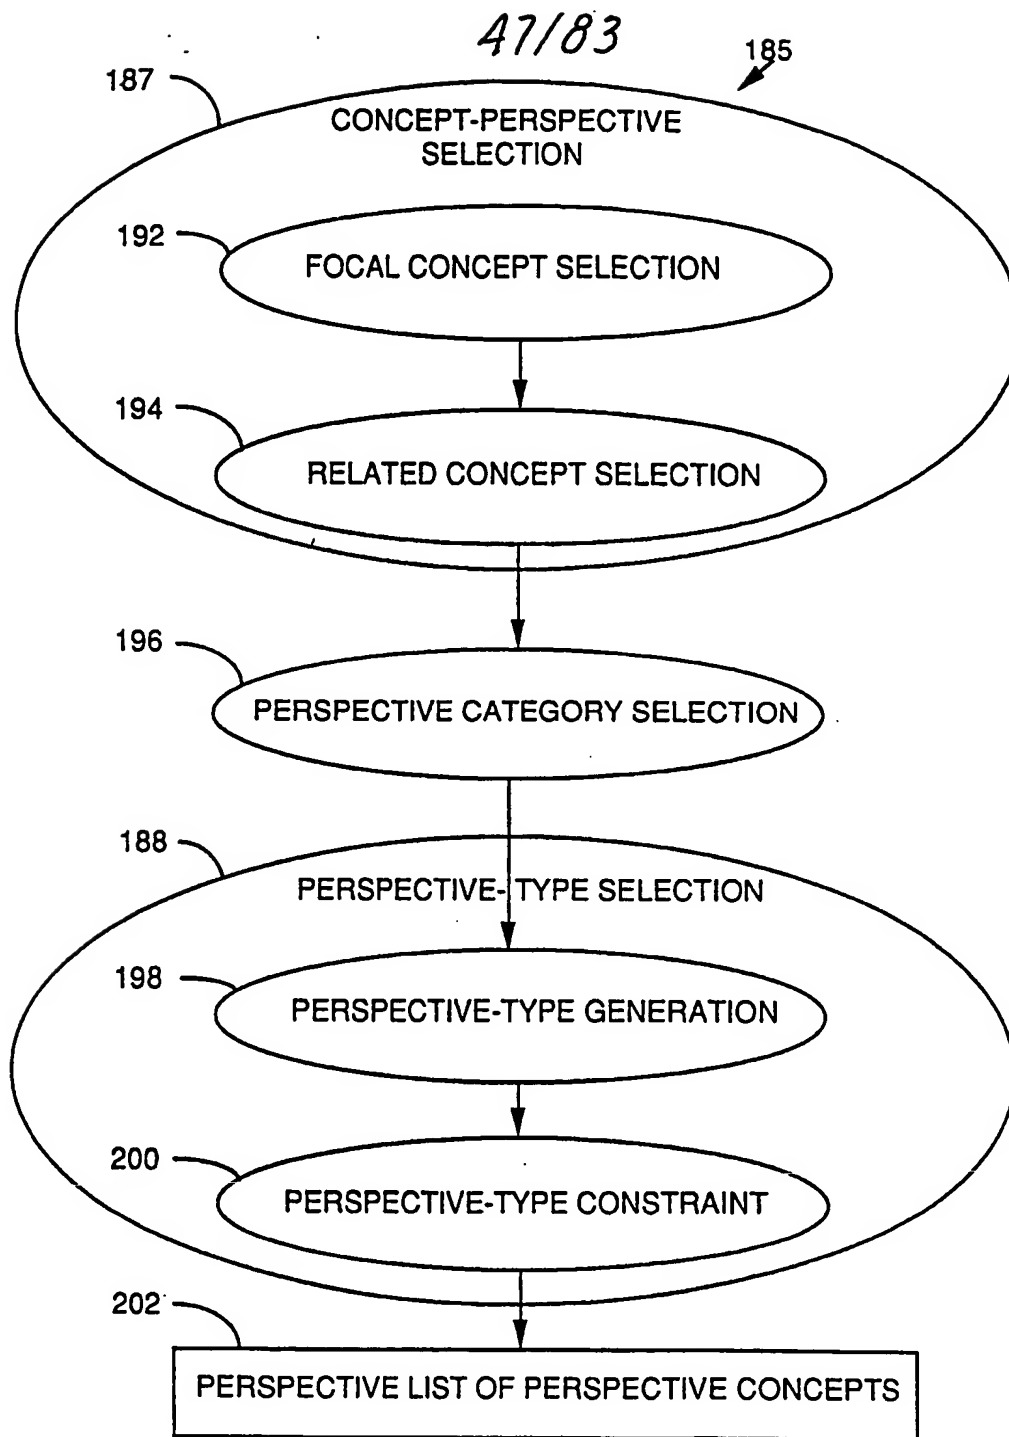 47/83
185
187
CONCEPT-PERSPECTIVE
SELECTION
192
FOCAL CONCEPT SELECTION
194
RELATED CONCEPT SELECTION
196
PERSPECTIVE CATEGORY SELECTION
188
PERSPECTIVE- TYPE SELECTION
198
PERSPECTIVE-TYPE GENERATION
200
PERSPECTIVE-TYPE CONSTRAINT
202
PERSPECTIVE LIST OF PERSPECTIVE CONCEPTS